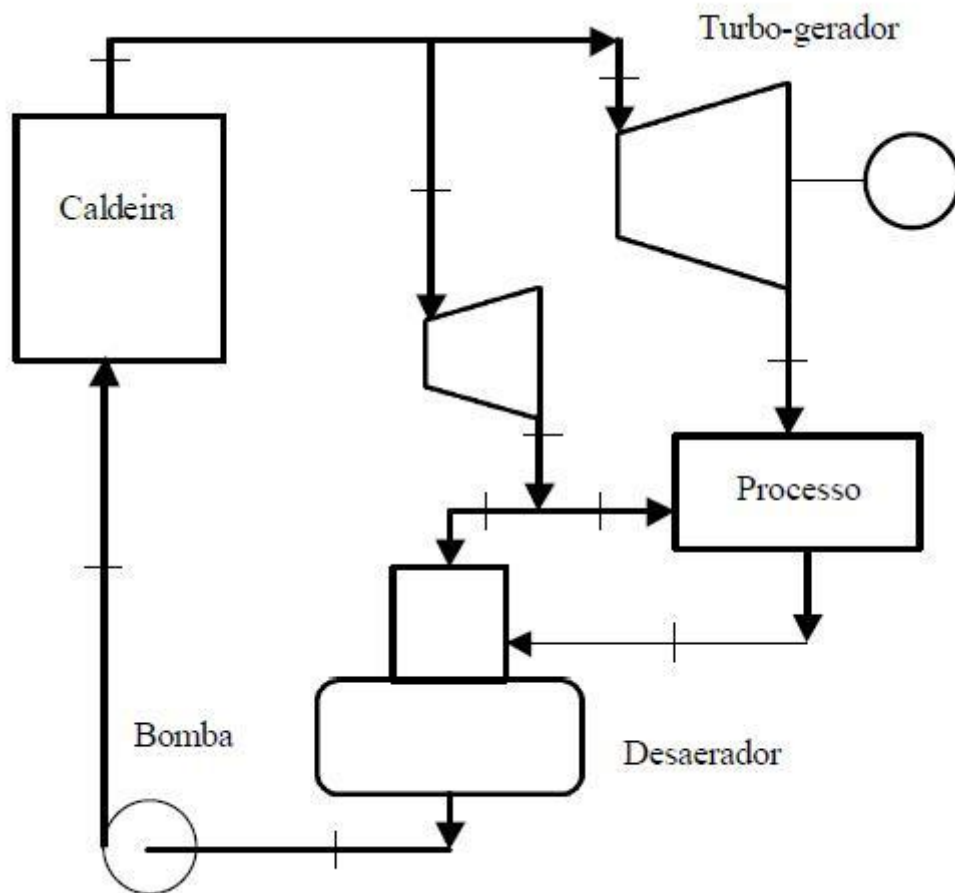 Turbo-gerador
Caldeira
Processo
Bomba
Desaerador